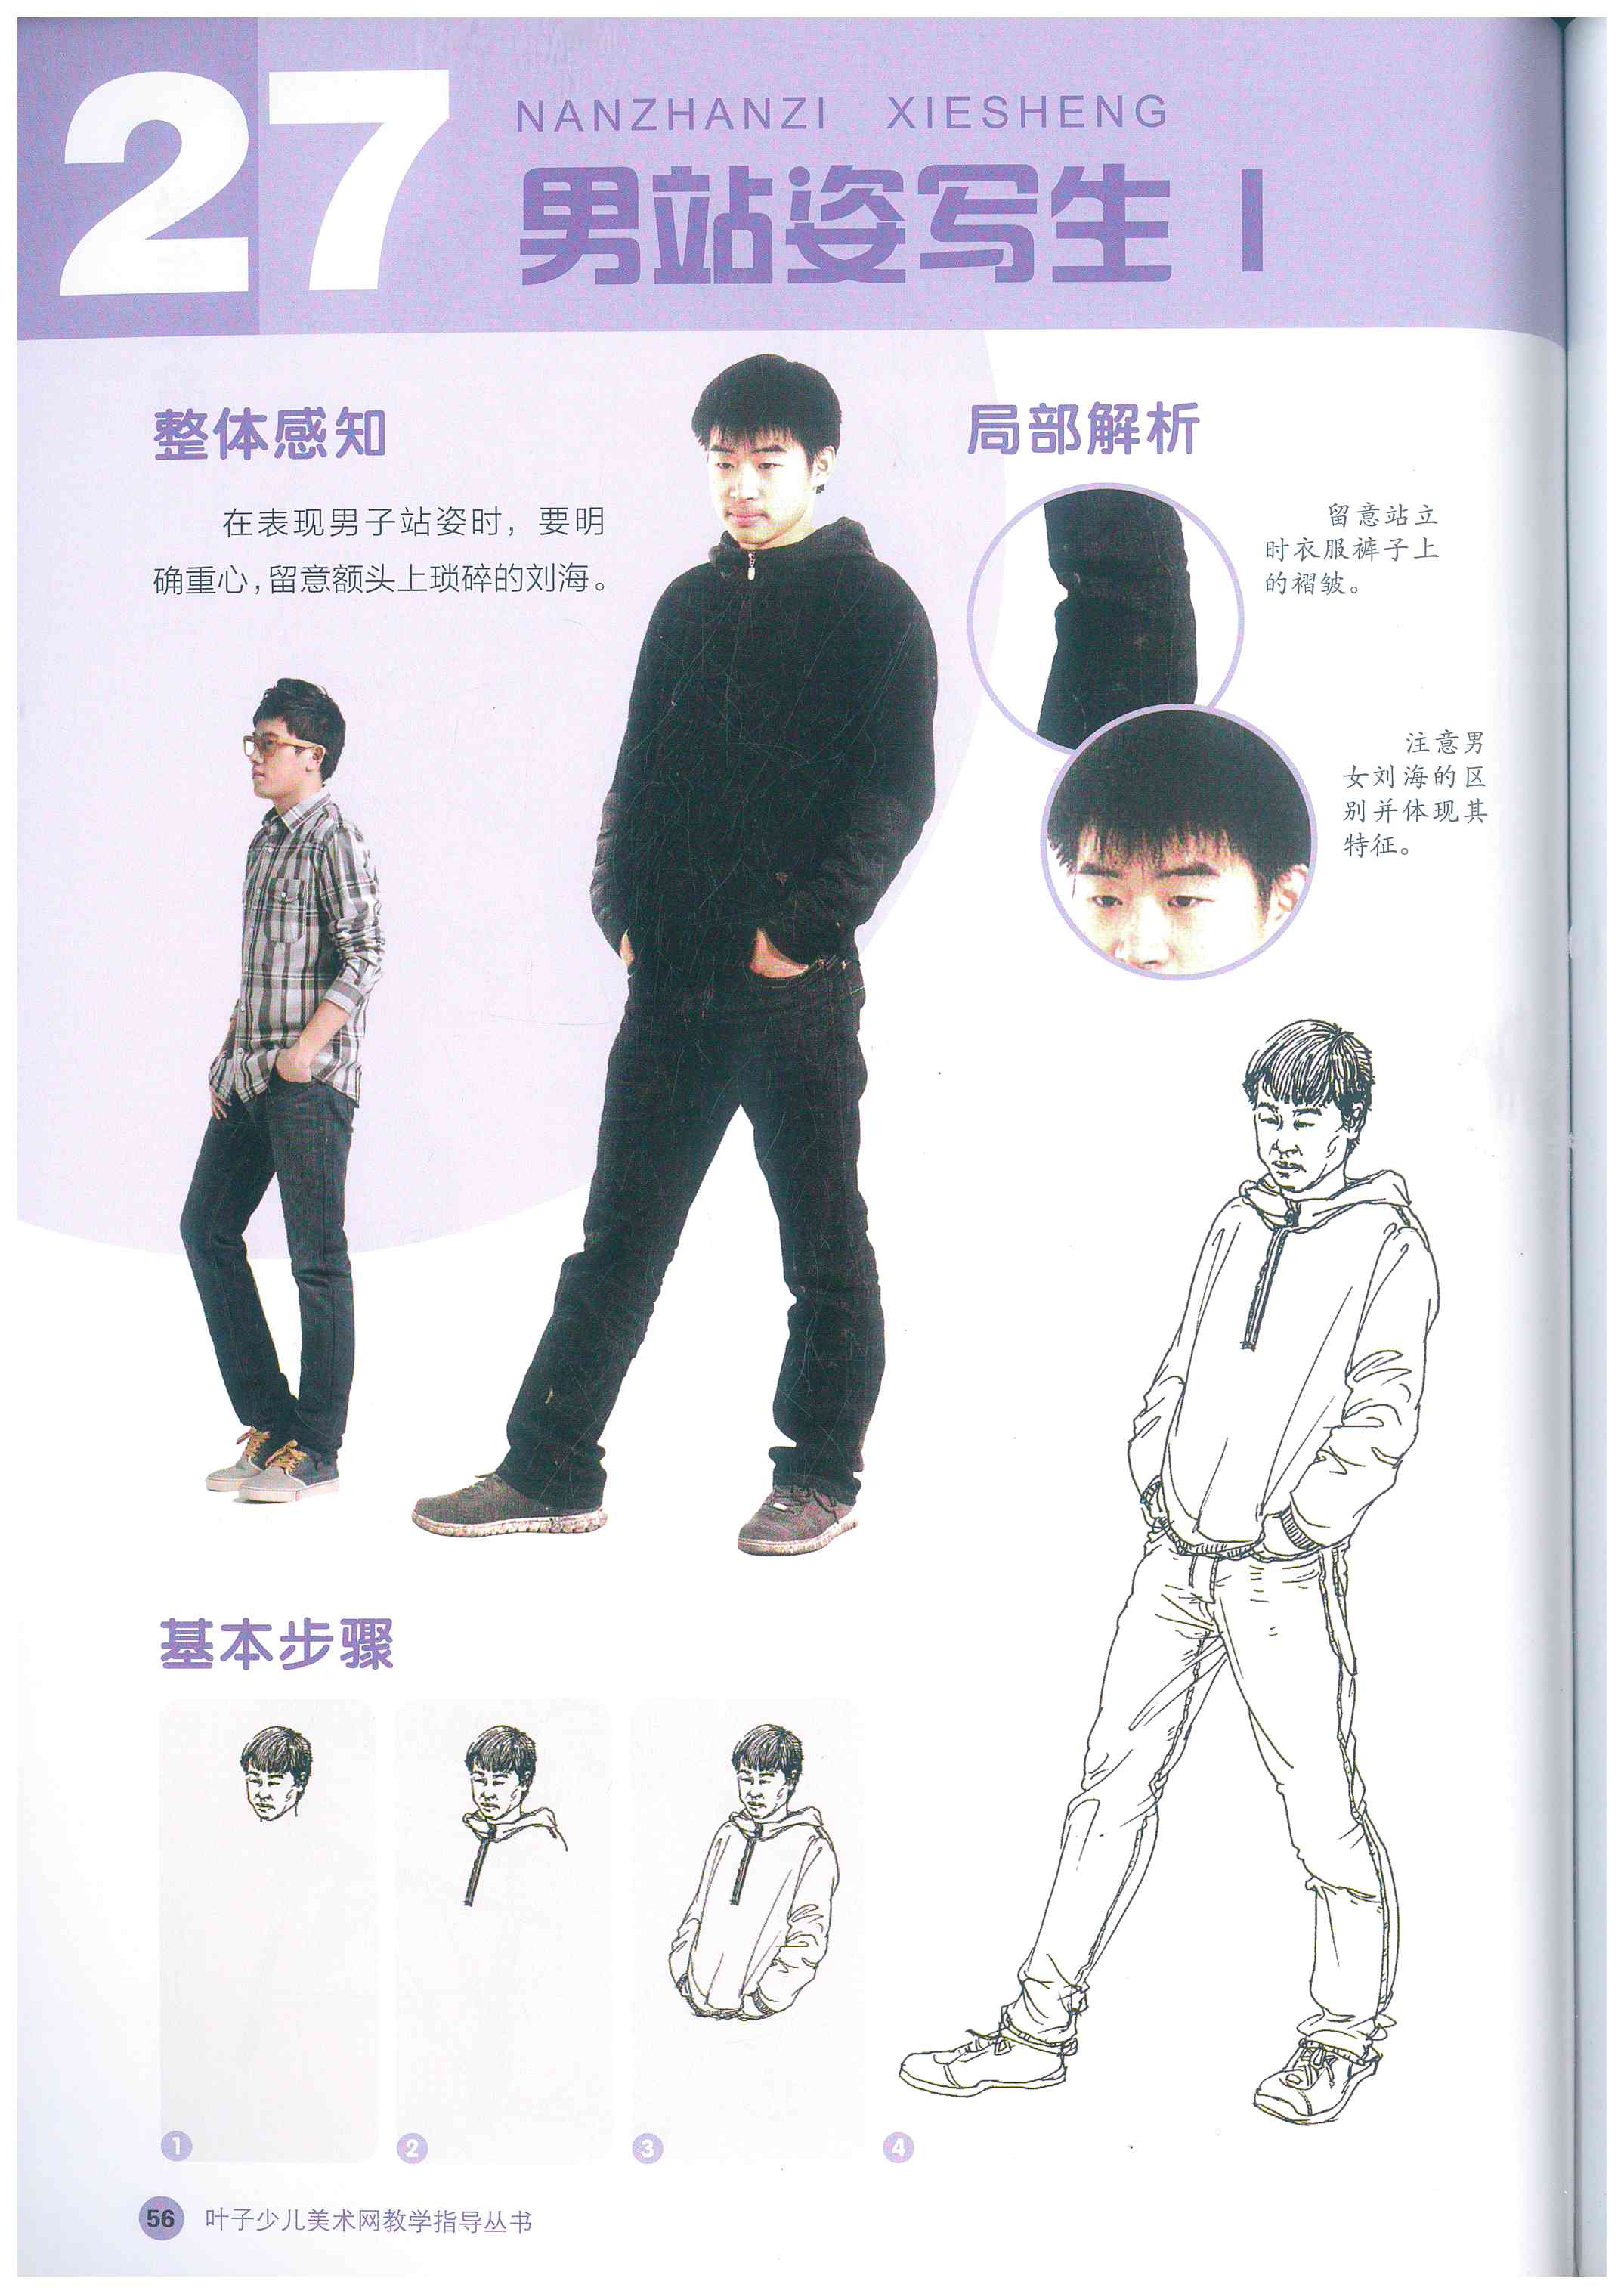 27
NANZHANZI XIESHENG
男站姿写生 I
整体感知
在表现男子站姿时，要明
确重心，留意额头上琐碎的刘海。
局部解析
留意站立
时衣服裤子上
的褶皱。
注意男
女刘海的区
别并体现其
特征。
基本步骤
1
2
3
4
56 叶子少儿美术网教学指导丛书